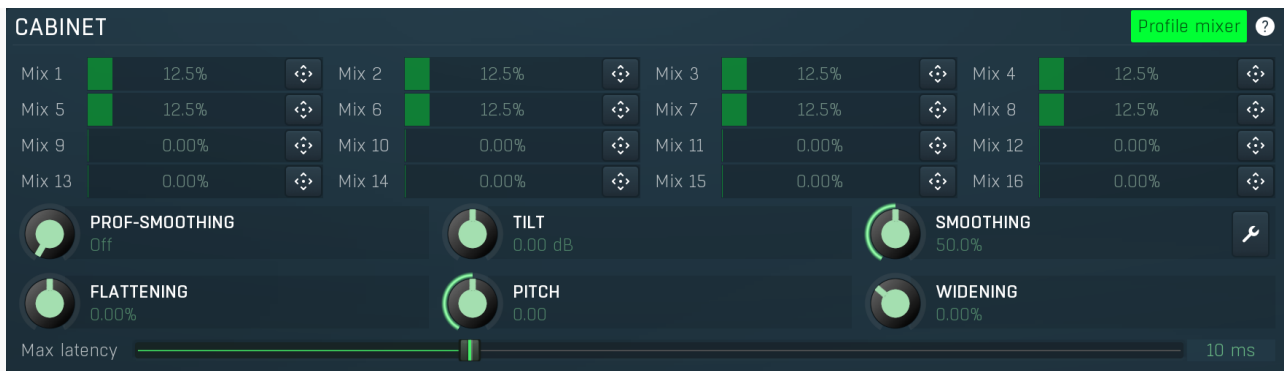 CABINET Profile mixer ?
Mix 1 12.5% Mix 2 12.5% Mix 3 12.5% Mix 4 12.5%
Mix 5 12.5% Mix 6 12.5% Mix 7 12.5% Mix 8 12.5%
Mix 9 0.00% Mix 10 0.00% Mix 11 0.00% Mix 12 0.00%
Mix 13 0.00% Mix 14 0.00% Mix 15 0.00% Mix 16 0.00%
PROF-SMOOTHING TILT SMOOTHING
Off 0.00 dB 50.0%
FLATTENING PITCH WIDENING
0.00% 0.00 0.00%
Max latency 10 ms